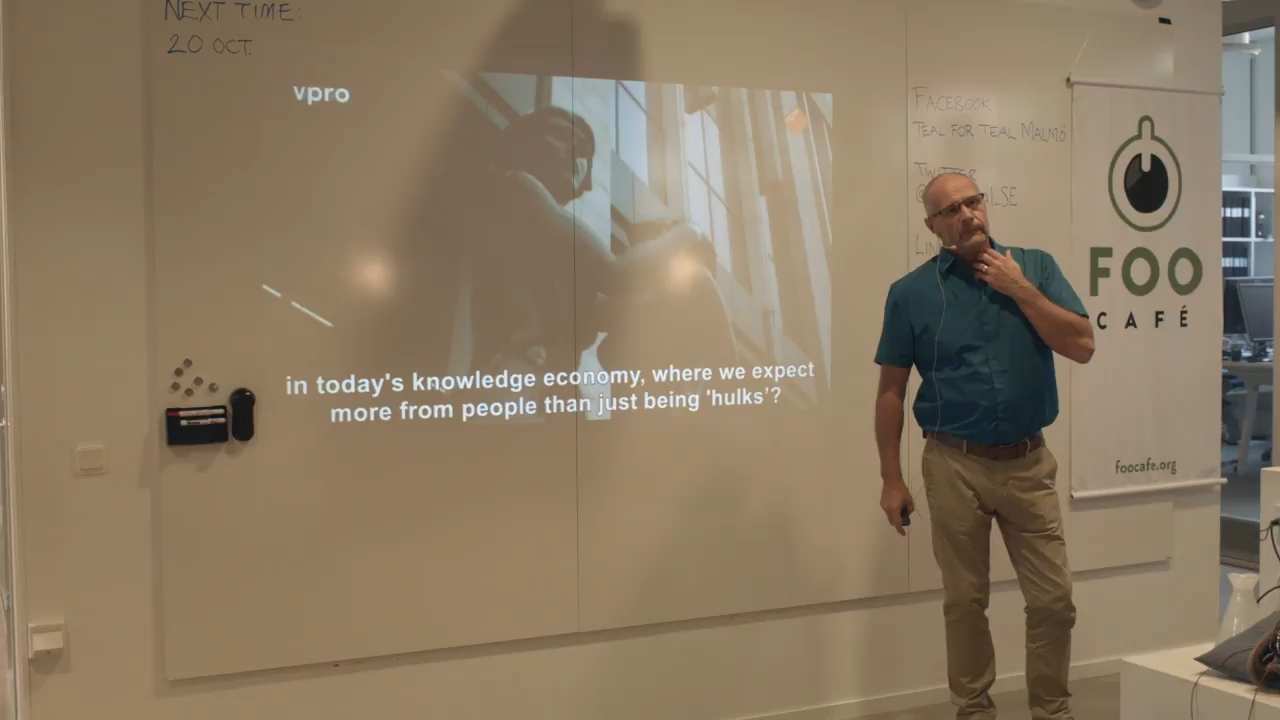 NEXT TIME:
20 OCT.
vpro
in today's knowledge economy, where we expect
more from people than just being 'hulks'?
FACEBOOK
TEAL FOR TEAL MALMÖ
TWITTER
FOO
CAFÉ
foocafe.org